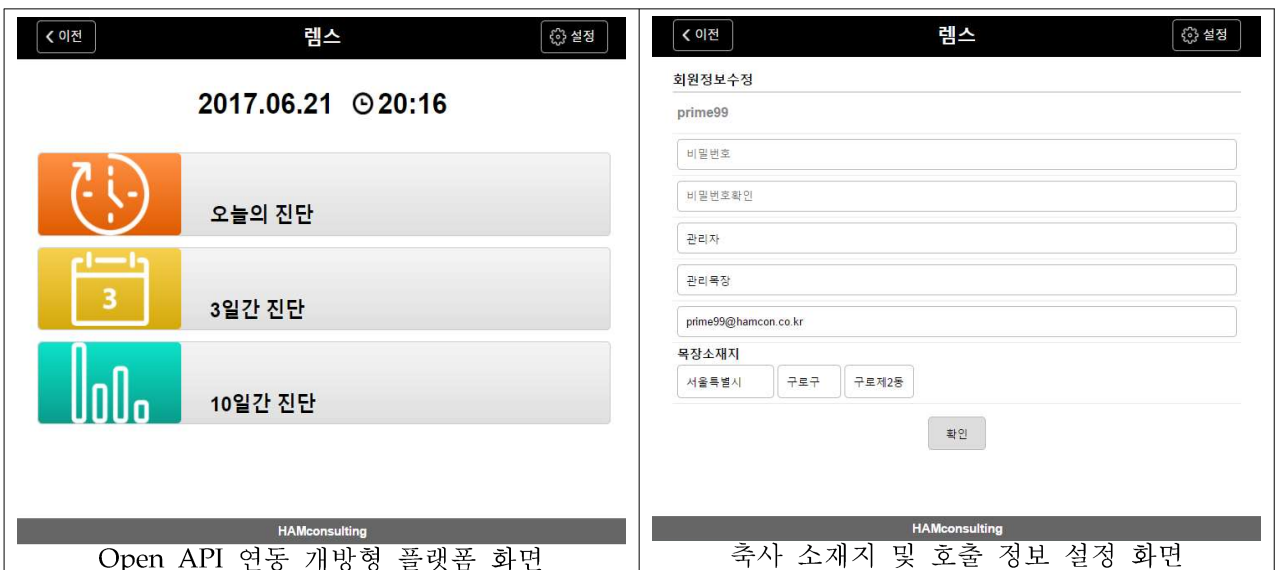 이전
렘스
설정
2017.06.21 20:16
오늘의 진단
3
3일간 진단
10일간 진단
HAMconsulting
Open API 연동 개방형 플랫폼 화면
이전
렘스
설정
회원정보수정
prime99
비밀번호
비밀번호확인
관리자
관리목장
prime99@hamcon.co.kr
목장소재지
서울특별시 구로구 구로제2동
확인
HAMconsulting
축사 소재지 및 호출 정보 설정 화면